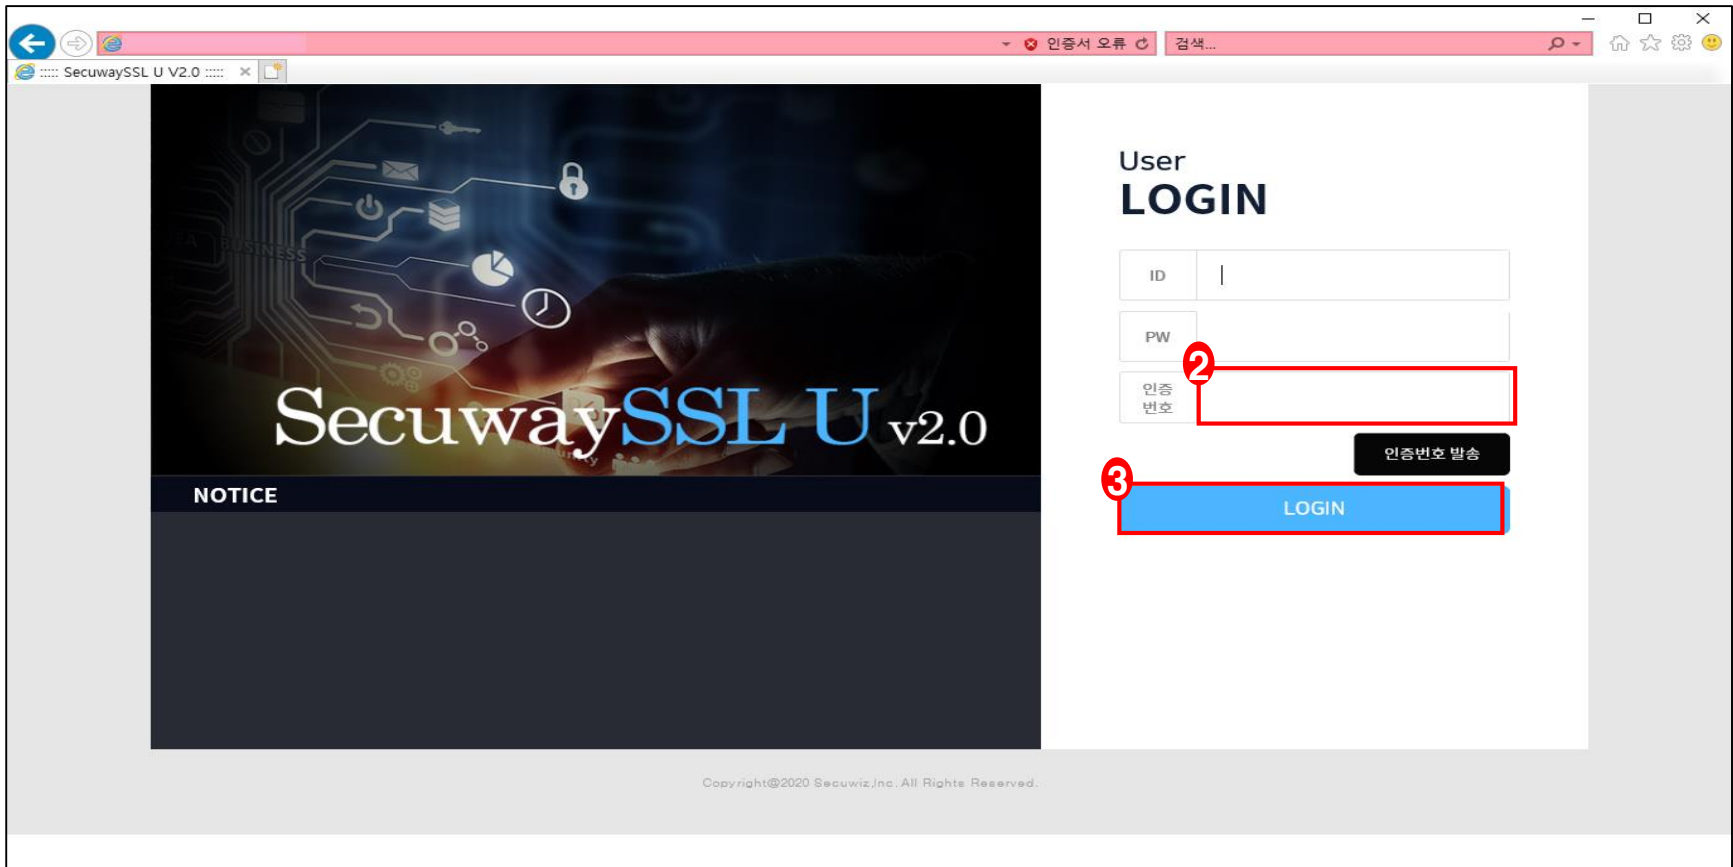 인증서 오류
검색...
::::: SecuwaySSL U V2.0 :::::
BUSINESS
SecuwaySSL U v2.0
NOTICE
User
LOGIN
ID
PW
2
인증
번호
인증번호 발송
3
LOGIN
Copyright@2020 Secuwiz,Inc. All Rights Reserved.